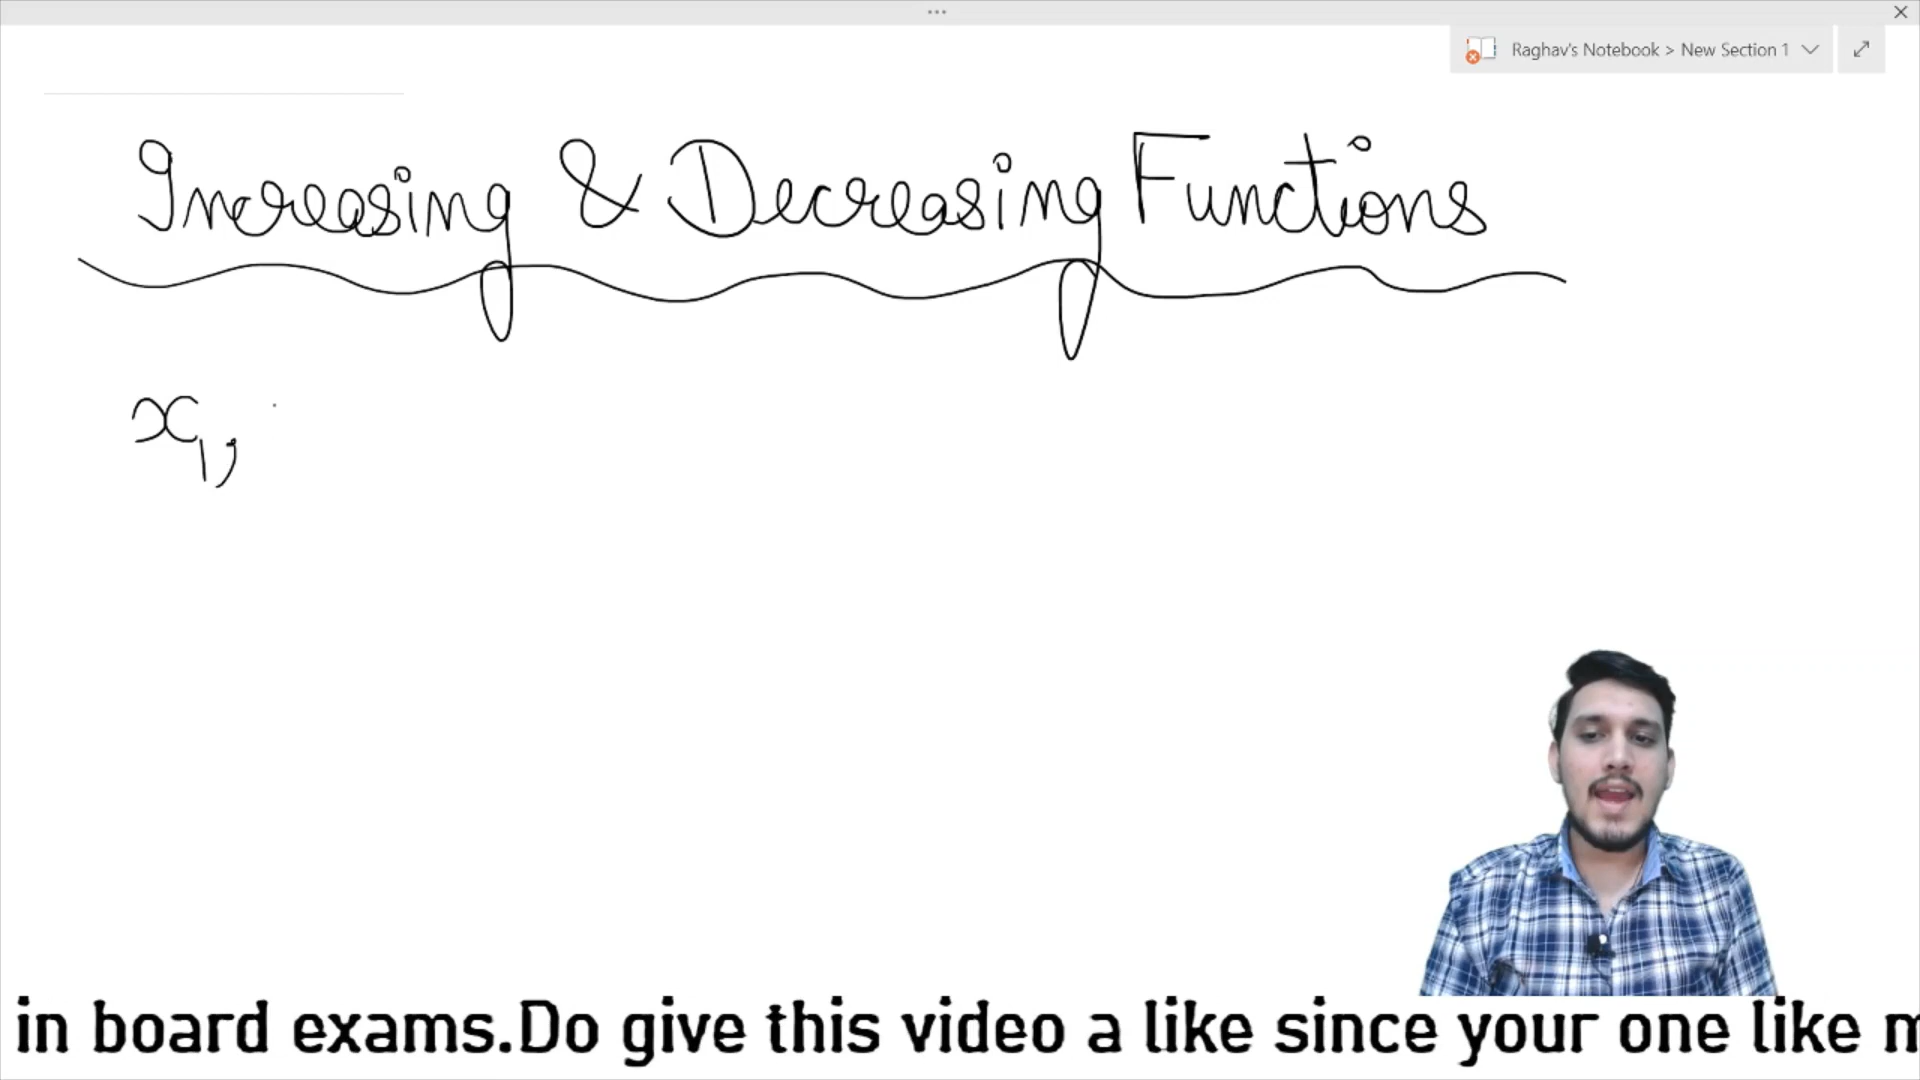 Raghav's Notebook > New Section 1
Increasing & Decreasing Functions
x₁,
in board exams.Do give this video a like since your one like m